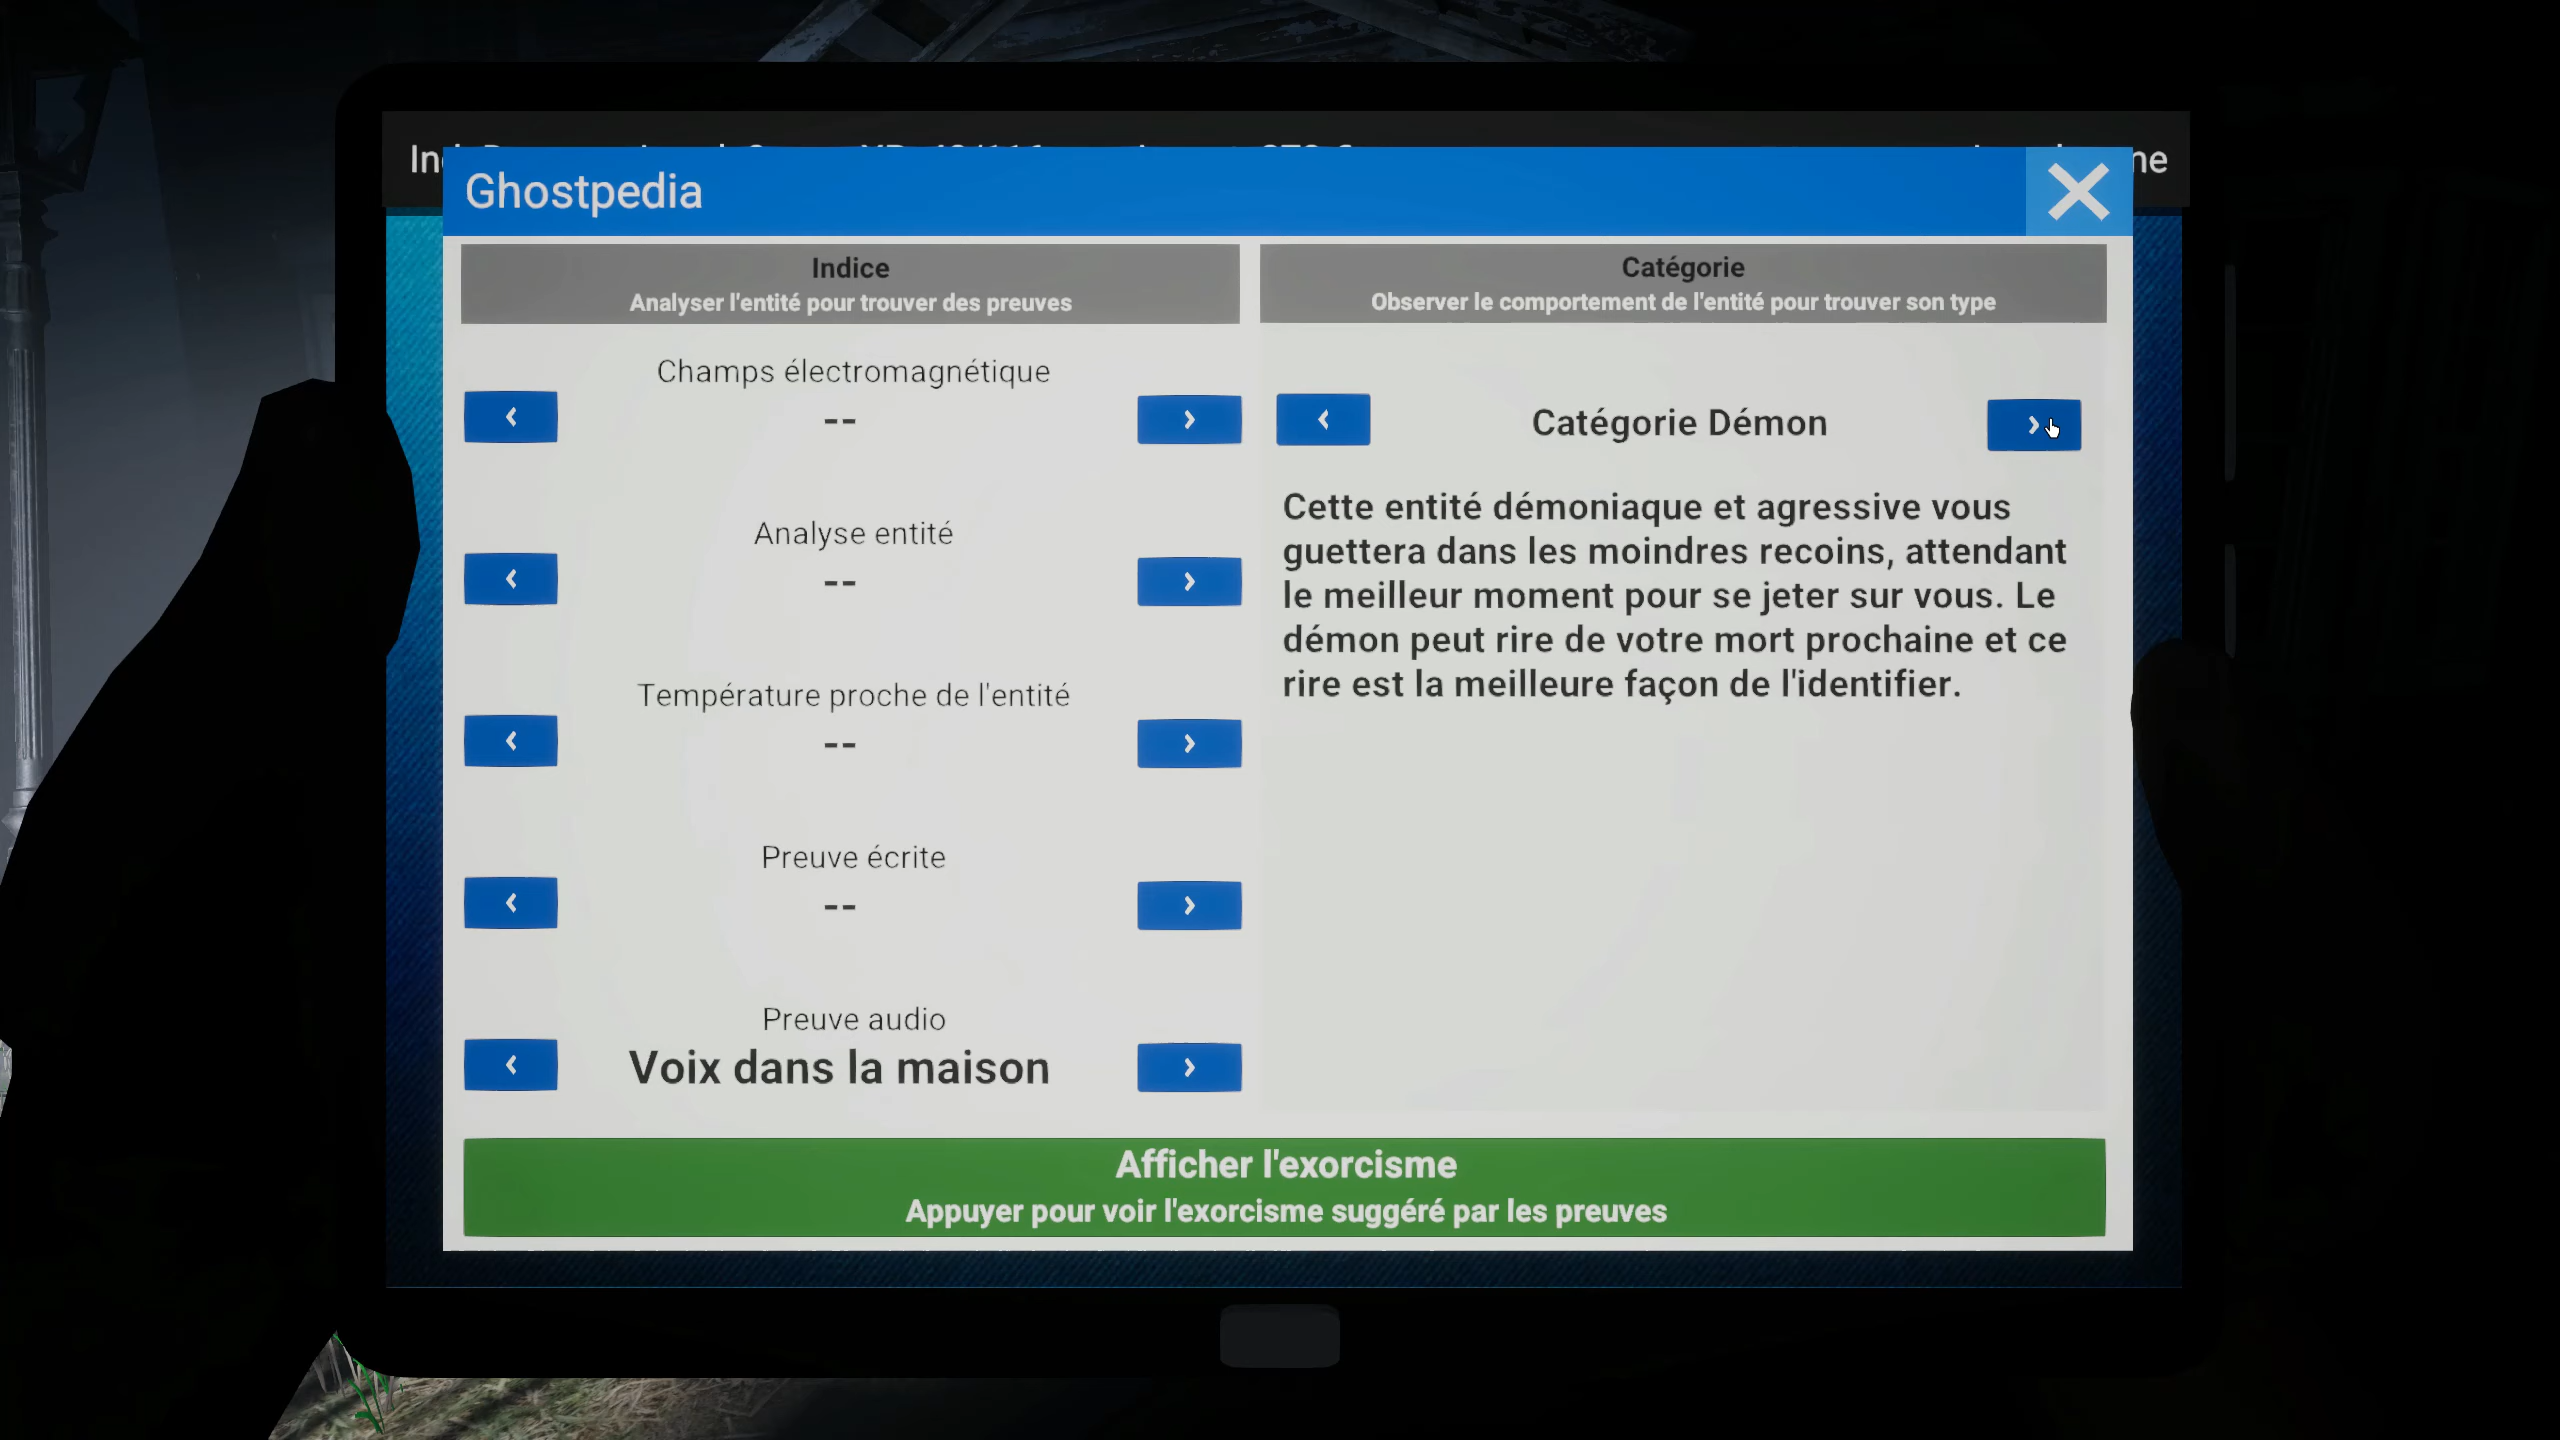 Ghostpedia
Indice
Analyser l'entité pour trouver des preuves
Champs électromagnétique
--
Analyse entité
--
Température proche de l'entité
--
Preuve écrite
--
Preuve audio
Voix dans la maison
Catégorie
Observer le comportement de l'entité pour trouver son type
Catégorie Démon
Cette entité démoniaque et agressive vous
guettera dans les moindres recoins, attendant
le meilleur moment pour se jeter sur vous. Le
démon peut rire de votre mort prochaine et ce
rire est la meilleure façon de l'identifier.
Afficher l'exorcisme
Appuyer pour voir l'exorcisme suggéré par les preuves